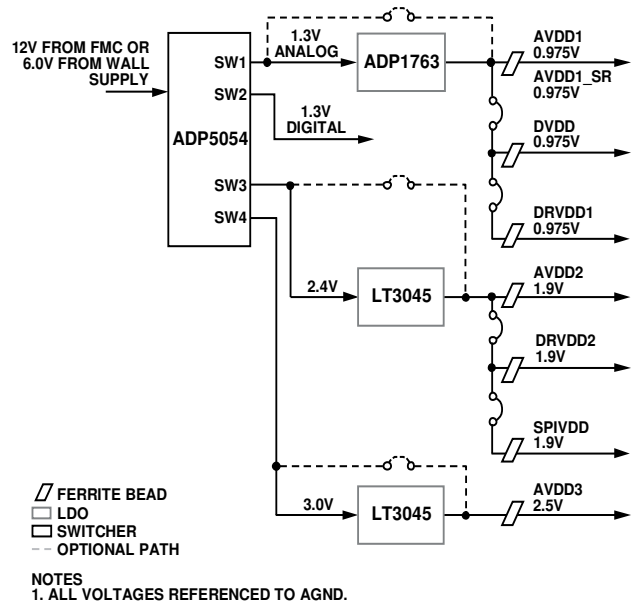 12V FROM FMC OR
6.0V FROM WALL
SUPPLY
ADP5054
SW1
SW2
SW3
SW4
1.3V
ANALOG
ADP1763
1.3V
DIGITAL
AVDD1
0.975V
AVDD1_SR
0.975V
DVDD
0.975V
DRVDD1
0.975V
2.4V
LT3045
AVDD2
1.9V
DRVDD2
1.9V
SPIVDD
1.9V
3.0V
LT3045
AVDD3
2.5V
FERRITE BEAD
LDO
SWITCHER
OPTIONAL PATH
NOTES
1. ALL VOLTAGES REFERENCED TO AGND.